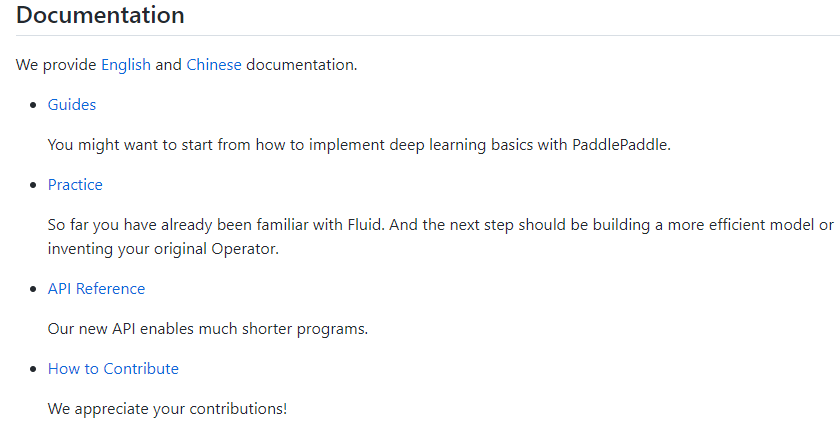 Documentation
We provide English and Chinese documentation.
Guides
You might want to start from how to implement deep learning basics with PaddlePaddle.
Practice
So far you have already been familiar with Fluid. And the next step should be building a more efficient model or
inventing your original Operator.
API Reference
Our new API enables much shorter programs.
How to Contribute
We appreciate your contributions!